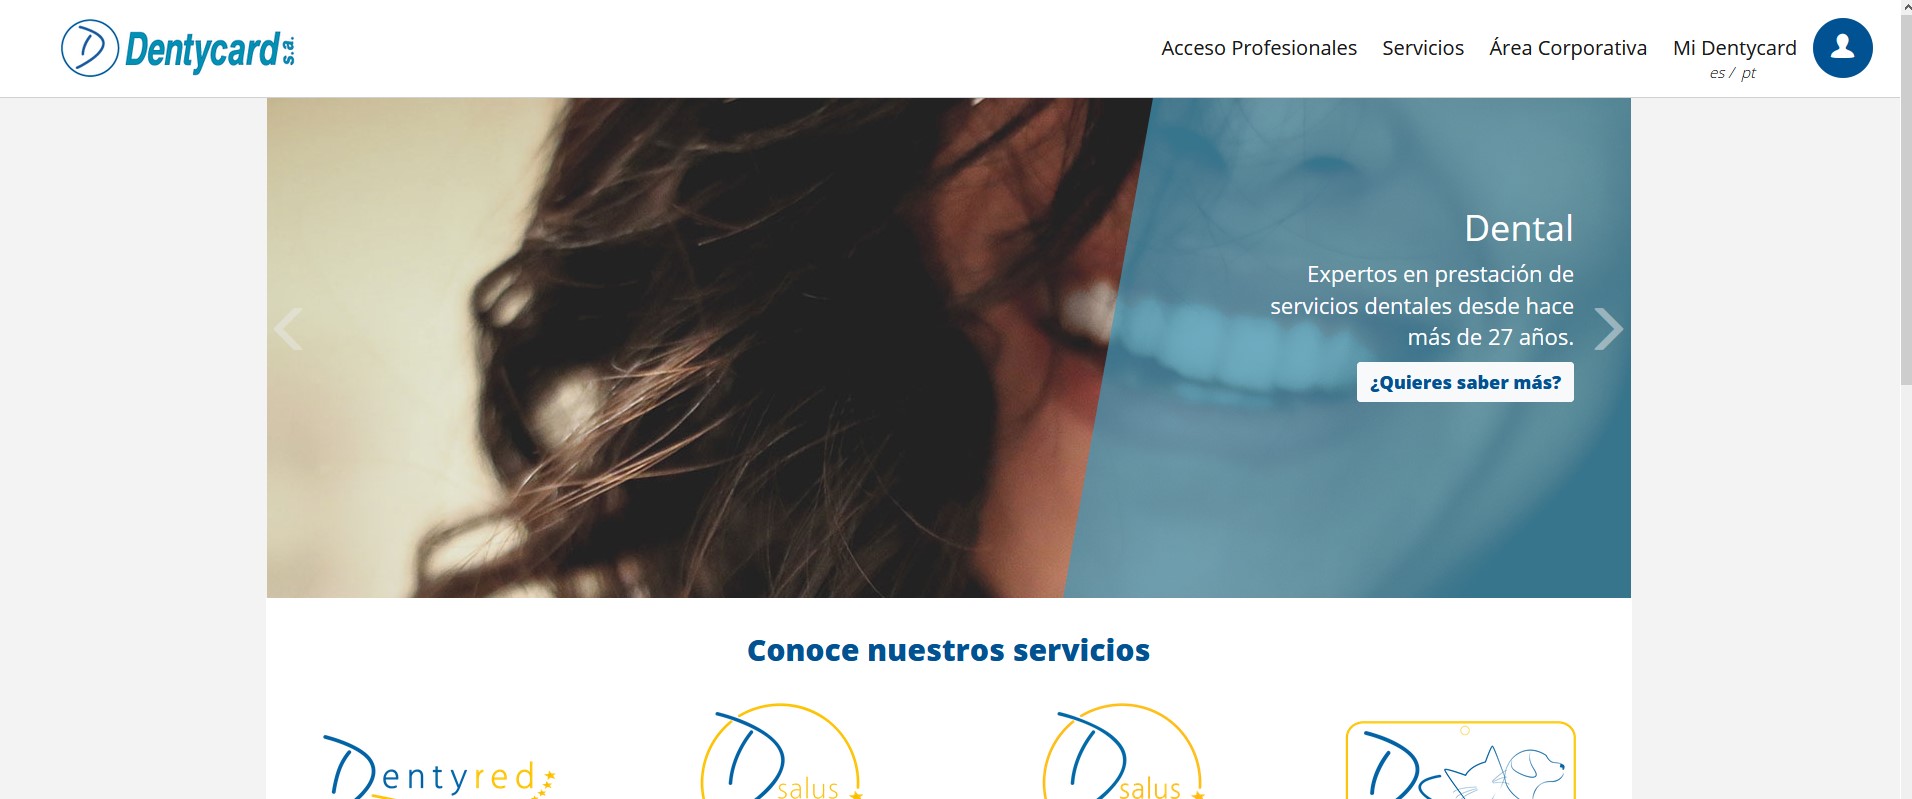 Dentycard s.a.
Acceso Profesionales Servicios Área Corporativa Mi Dentycard
es / pt
Dental
Expertos en prestación de
servicios dentales desde hace
más de 27 años.
¿Quieres saber más?
Conoce nuestros servicios
Dentyred
D salus
D salus